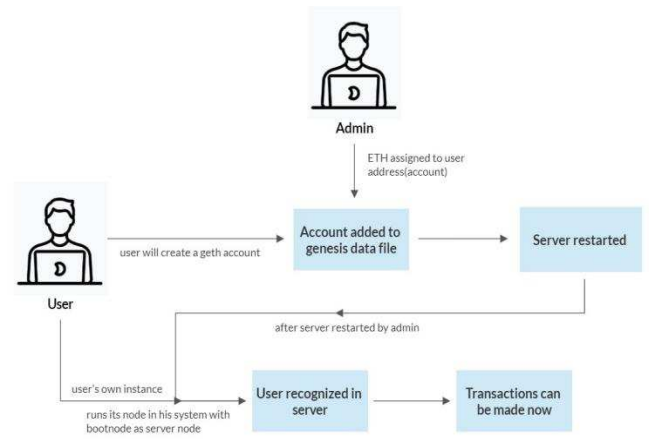 Admin
ETH assigned to user
address(account)
Account added to
genesis data file
Server restarted
user will create a geth account
User
after server restarted by admin
user's own instance
runs its node in his system with
bootnode as server node
User recognized in
server
Transactions can
be made now